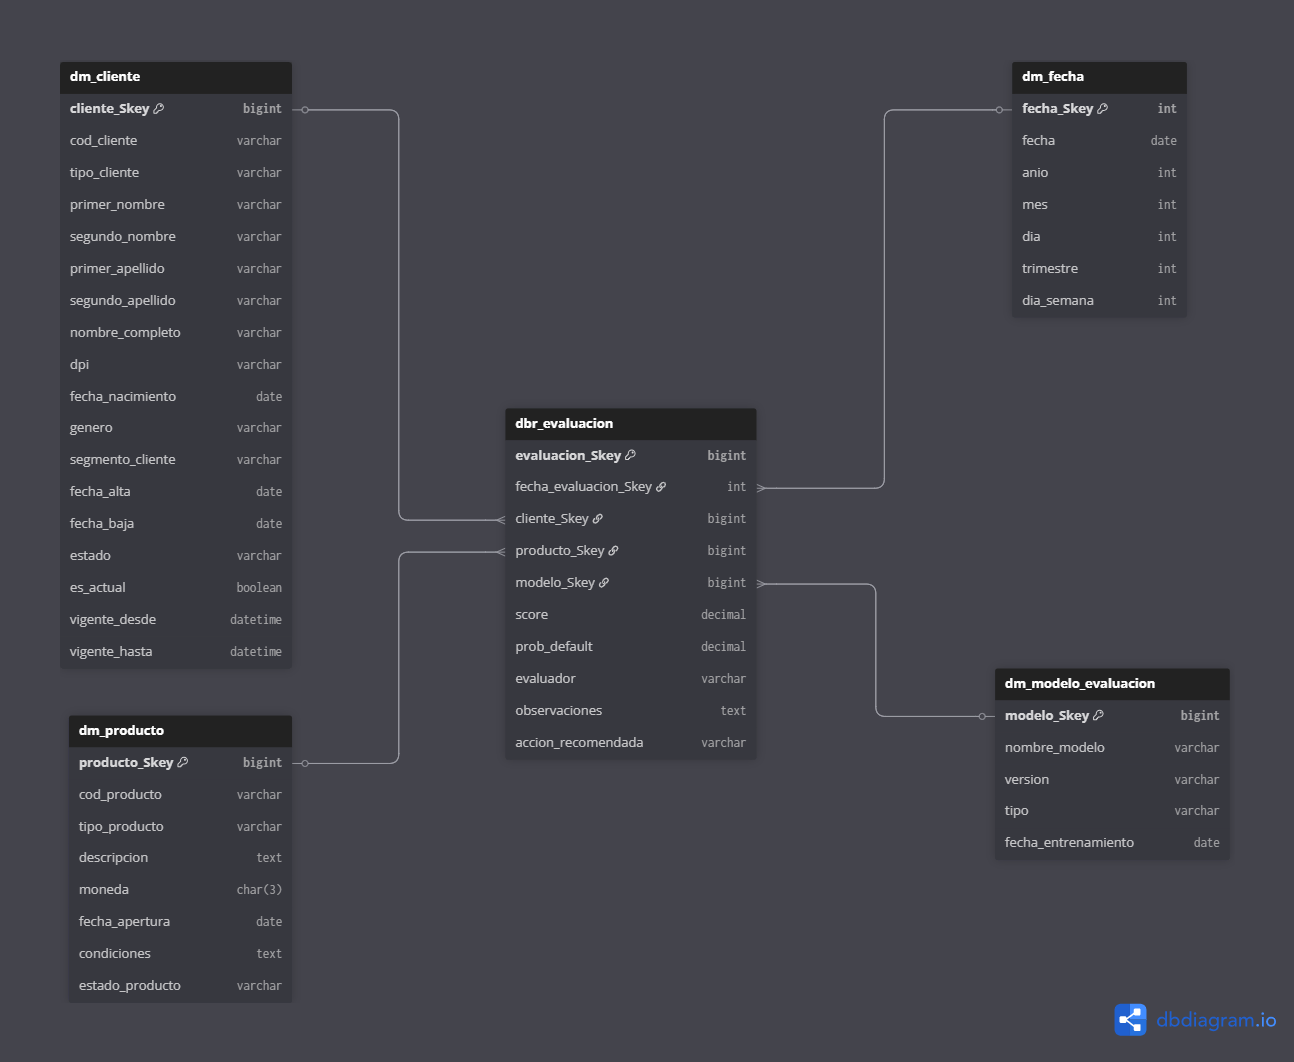 dm_cliente
cliente_Skey bigint
cod_cliente varchar
tipo_cliente varchar
primer_nombre varchar
segundo_nombre varchar
primer_apellido varchar
segundo_apellido varchar
nombre_completo varchar
dpi varchar
fecha_nacimiento date
genero varchar
segmento_cliente varchar
fecha_alta date
fecha_baja date
estado varchar
es_actual boolean
vigente_desde datetime
vigente_hasta datetime
dm_producto
producto_Skey bigint
cod_producto varchar
tipo_producto varchar
descripcion text
moneda char(3)
fecha_apertura date
condiciones text
estado_producto varchar
dbr_evaluacion
evaluacion_Skey bigint
fecha_evaluacion_Skey int
cliente_Skey bigint
producto_Skey bigint
modelo_Skey bigint
score decimal
prob_default decimal
evaluador varchar
observaciones text
accion_recomendada varchar
dm_fecha
fecha_Skey int
fecha date
anio int
mes int
dia int
trimestre int
dia_semana int
dm_modelo_evaluacion
modelo_Skey bigint
nombre_modelo varchar
version varchar
tipo varchar
fecha_entrenamiento date
dbdiagram.io